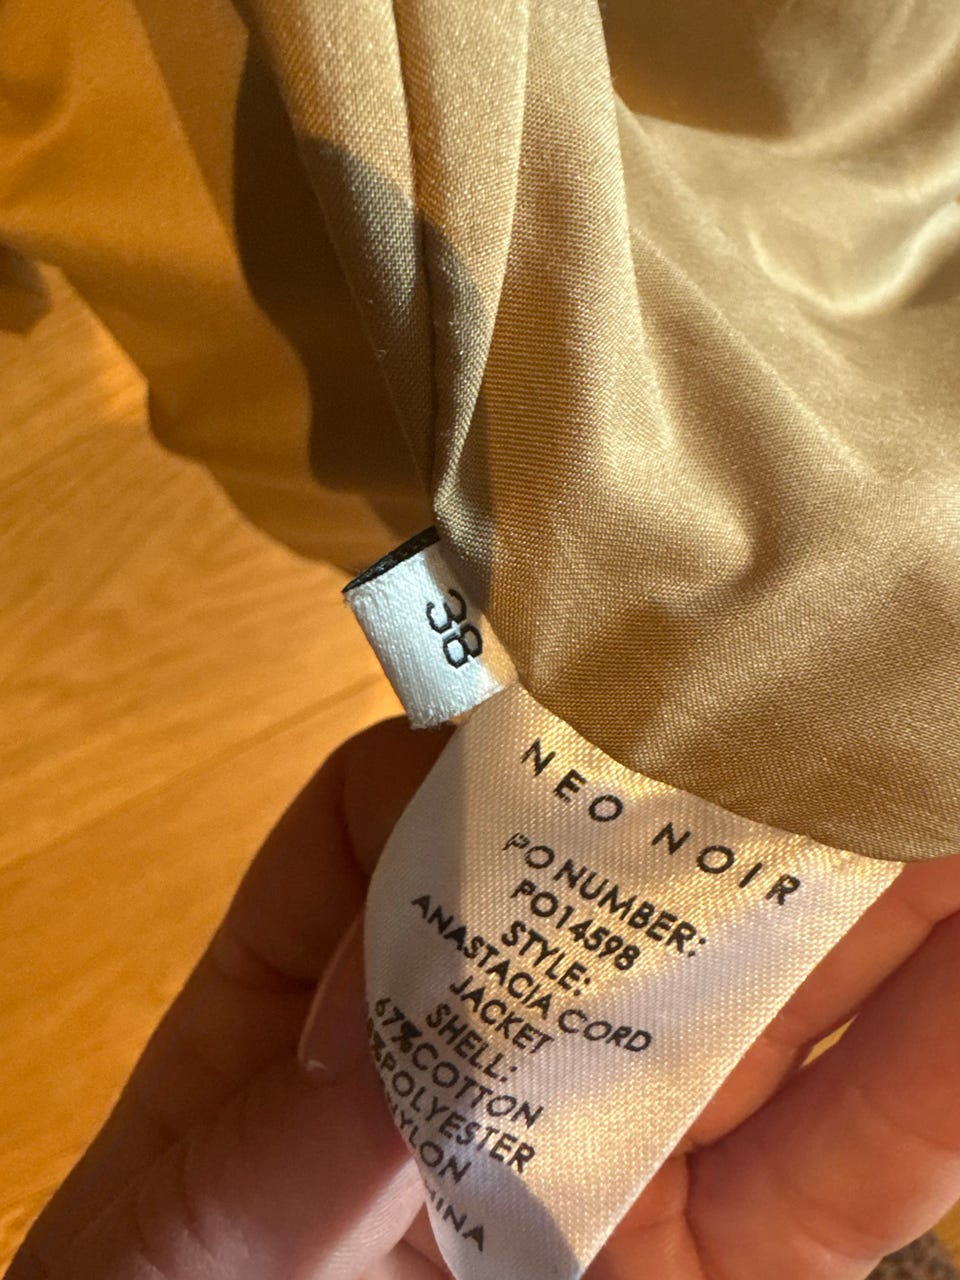 38
NEO NOIR
PO NUMBER:
PO14598
STYLE:
ANASTACIA CORD
JACKET
SHELL:
67%COTTON
%POLYESTER